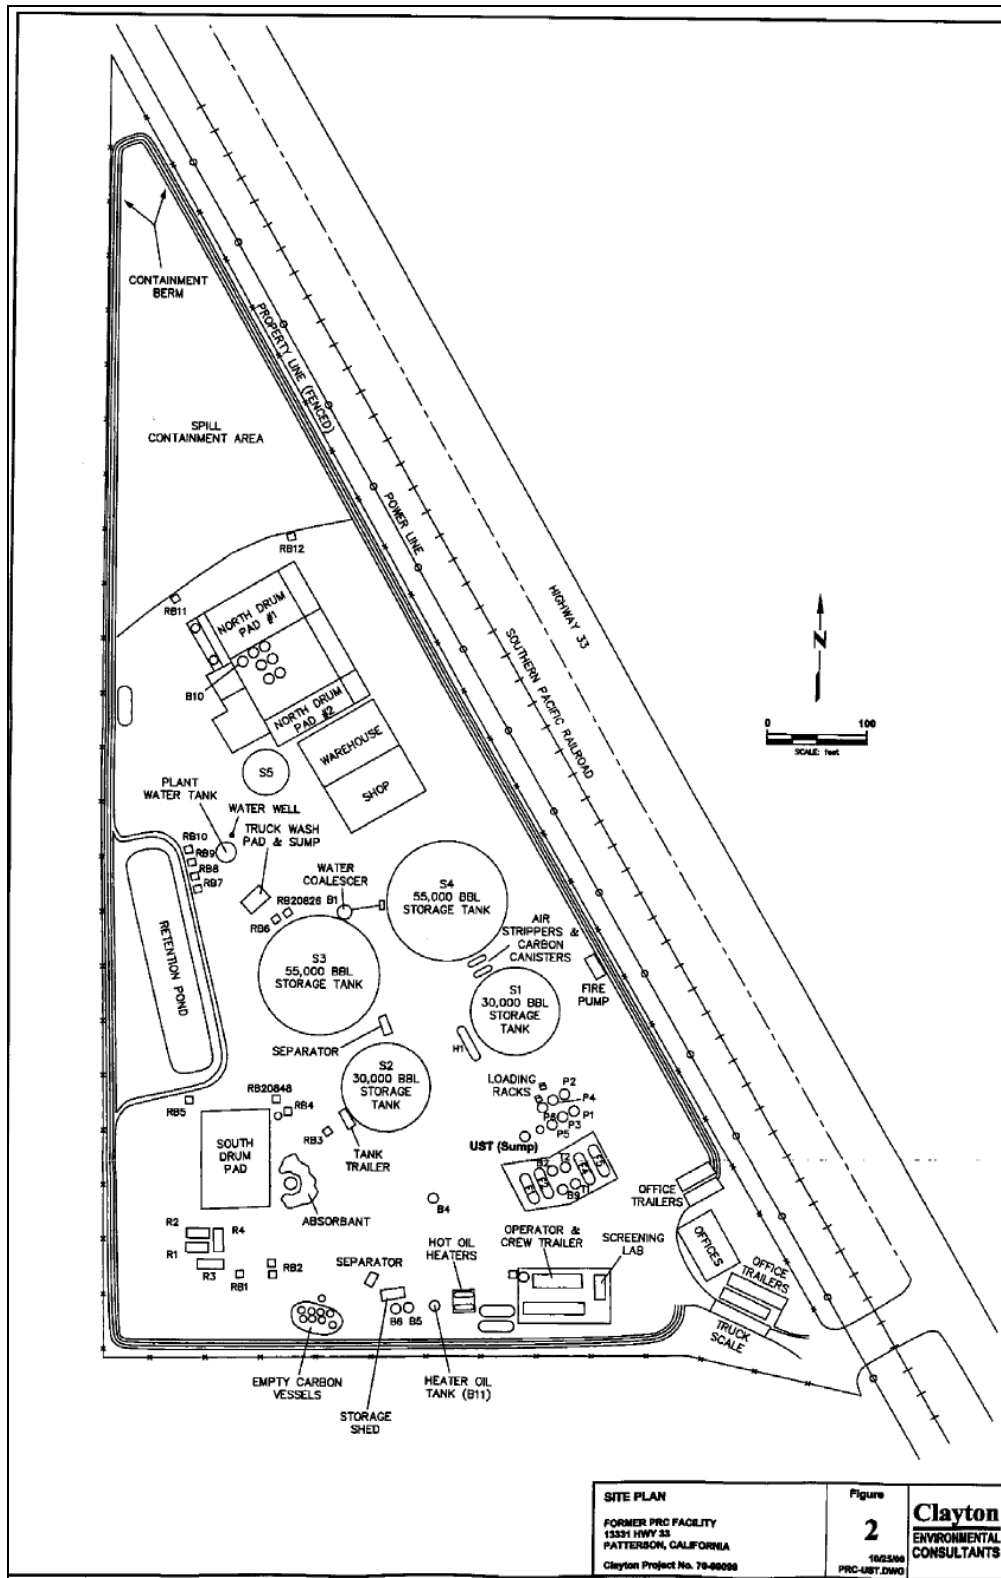 CONTAINMENT
BERM
PROPERTY LINE (FENCED)
SPILL
CONTAINMENT AREA
POWER LINE
HIGHWAY 33
SOUTHERN PACIFIC RAILROAD
N
0 100
SCALE: feet
RB12
RB11
NORTH DRUM
PAD #1
B10
NORTH DRUM
PAD #2
WAREHOUSE
SHOP
S5
PLANT
WATER TANK
WATER WELL
TRUCK WASH
PAD & SUMP
RB10
RB9
RB8
RB7
WATER
COALESCER
RB20826
B1
RB6
S4
55,000 BBL
STORAGE TANK
AIR
STRIPPERS &
CARBON
CANISTERS
RETENTION POND
S3
55,000 BBL
STORAGE TANK
S1
30,000 BBL
STORAGE
TANK
FIRE
PUMP
SEPARATOR
H1
S2
30,000 BBL
STORAGE
TANK
LOADING
RACKS
P2
P4
P1
P6
P3
P5
UST (Sump)
RB20848
RB5
RB4
RB3
SOUTH
DRUM
PAD
TANK
TRAILER
ABSORBANT
B4
T2
T1
B9
OFFICE
TRAILERS
OPERATOR &
CREW TRAILER
SCREENING
LAB
OFFICES
OFFICE
TRAILERS
TRUCK
SCALE
HOT OIL
HEATERS
R2
R4
R1
R3
RB1
RB2
SEPARATOR
B6 B5
EMPTY CARBON
VESSELS
STORAGE
SHED
HEATER OIL
TANK (B11)
SITE PLAN
FORMER PRC FACILITY
13331 HWY 33
PATTERSON, CALIFORNIA
Figure
2
PRC-UST.DWG
Clayton
ENVIRONMENTAL
CONSULTANTS